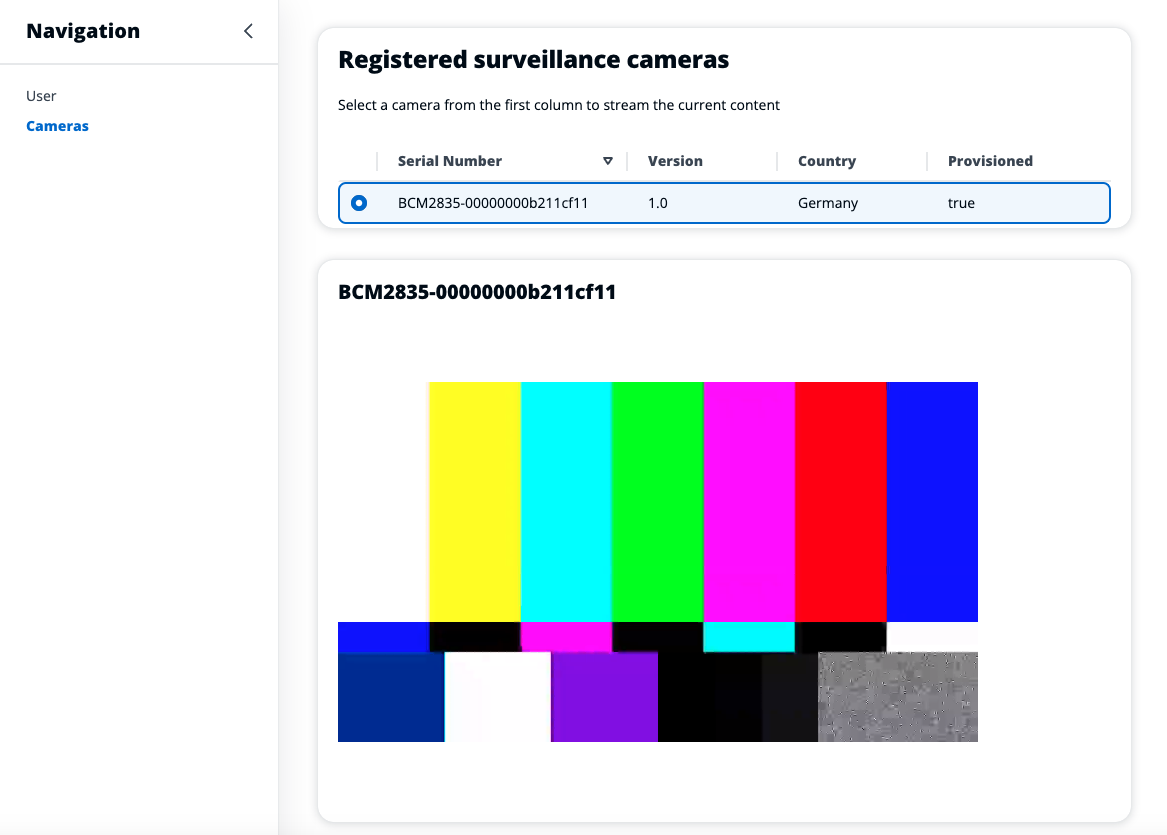 Navigation
User
Cameras
Registered surveillance cameras
Select a camera from the first column to stream the current content
Serial Number Version Country Provisioned
BCM2835-00000000b211cf11 1.0 Germany true
BCM2835-00000000b211cf11